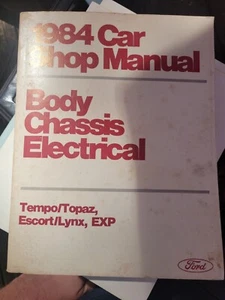 1984 Car
Shop Manual
Body
Chassis
Electrical
Tempo/Topaz,
Escort/Lynx, EXP
Ford